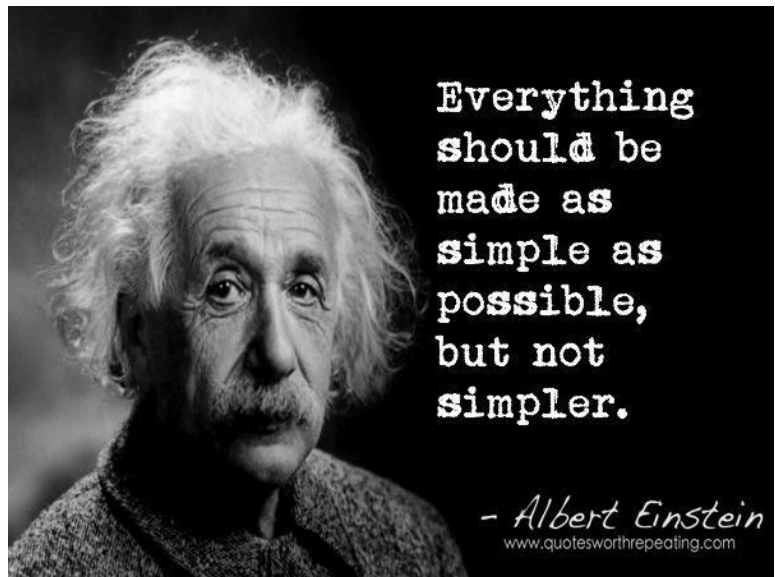 Everything
should be
made as
simple as
possible,
but not
simpler.
- Albert Einstein
www.quotesworthrepeating.com